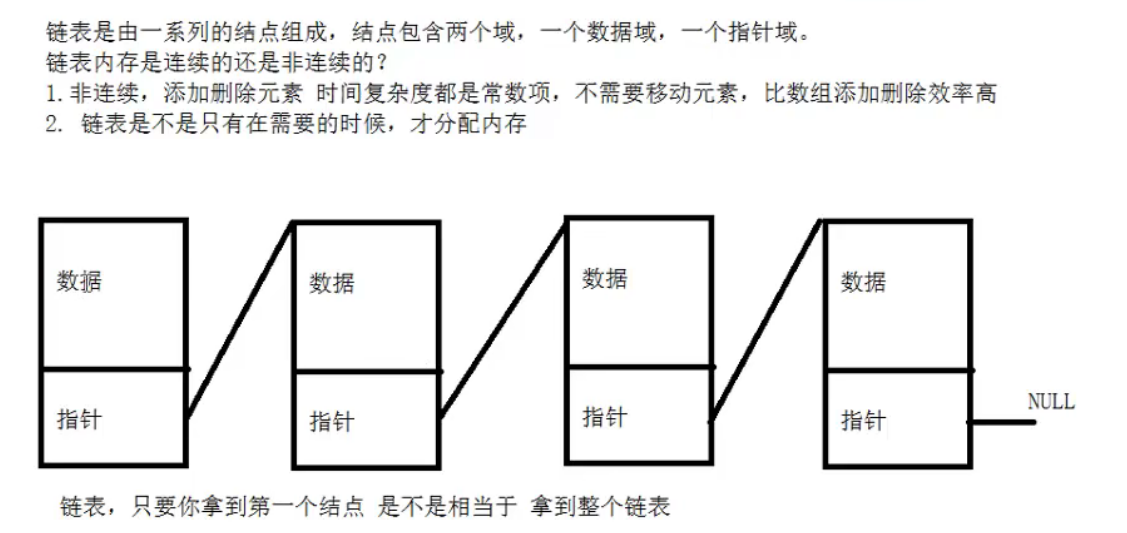 链表是由一系列的结点组成，结点包含两个域，一个数据域，一个指针域。
链表内存是连续的还是非连续的？
1.非连续，添加删除元素 时间复杂度都是常数项，不需要移动元素，比数组添加删除效率高
2. 链表是不是只有在需要的时候，才分配内存
数据
数据
数据
数据
指针
指针
指针
指针
NULL
链表，只要你拿到第一个结点 是不是相当于 拿到整个链表